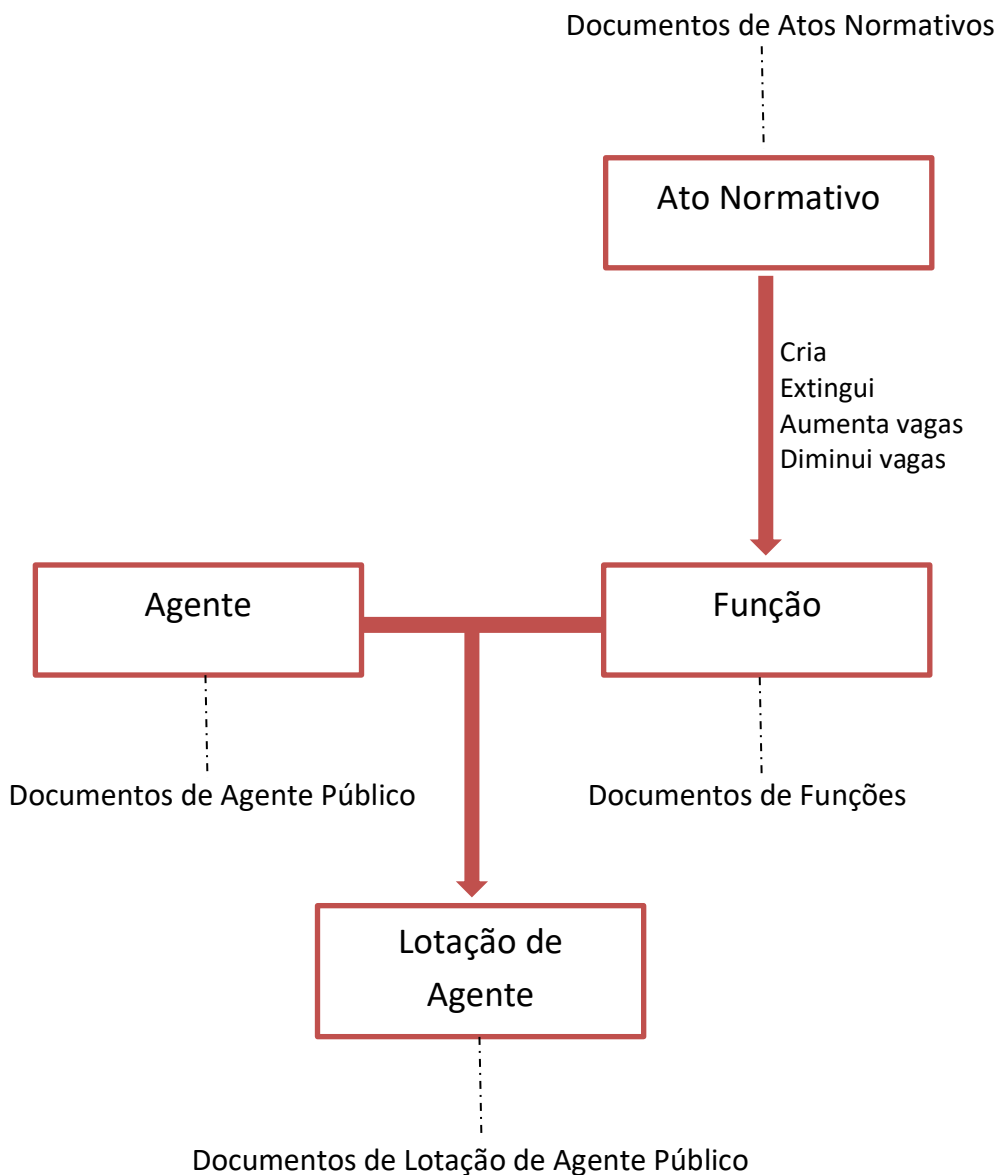 Documentos de Atos Normativos
Ato Normativo
Cria
Extingui
Aumenta vagas
Diminui vagas
Agente
Função
Documentos de Agente Público
Documentos de Funções
Lotação de
Agente
Documentos de Lotação de Agente Público